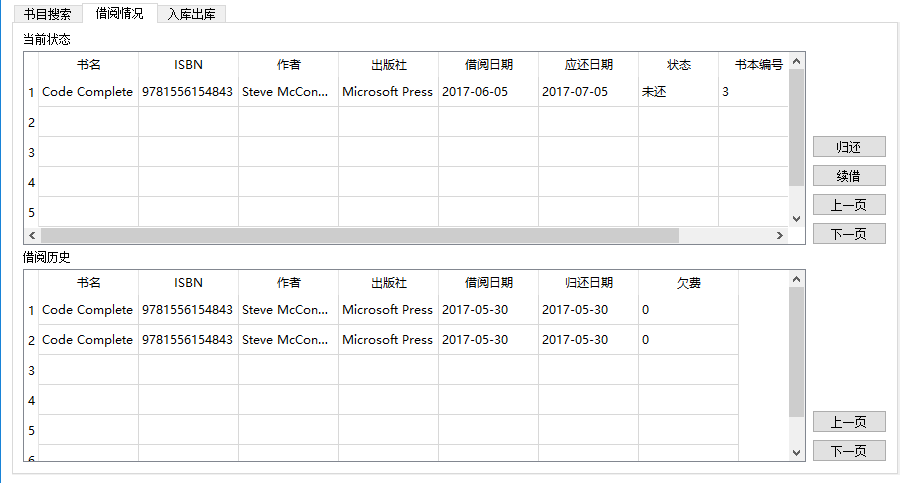 书目搜索 借阅情况 入库出库
当前状态
书名 ISBN 作者 出版社 借阅日期 应还日期 状态 书本编号
1 Code Complete 9781556154843 Steve McCon... Microsoft Press 2017-06-05 2017-07-05 未还 3
2
3
4
5
归还
续借
上一页
下一页
借阅历史
书名 ISBN 作者 出版社 借阅日期 归还日期 欠费
1 Code Complete 9781556154843 Steve McCon... Microsoft Press 2017-05-30 2017-05-30 0
2 Code Complete 9781556154843 Steve McCon... Microsoft Press 2017-05-30 2017-05-30 0
3
4
5
6
上一页
下一页